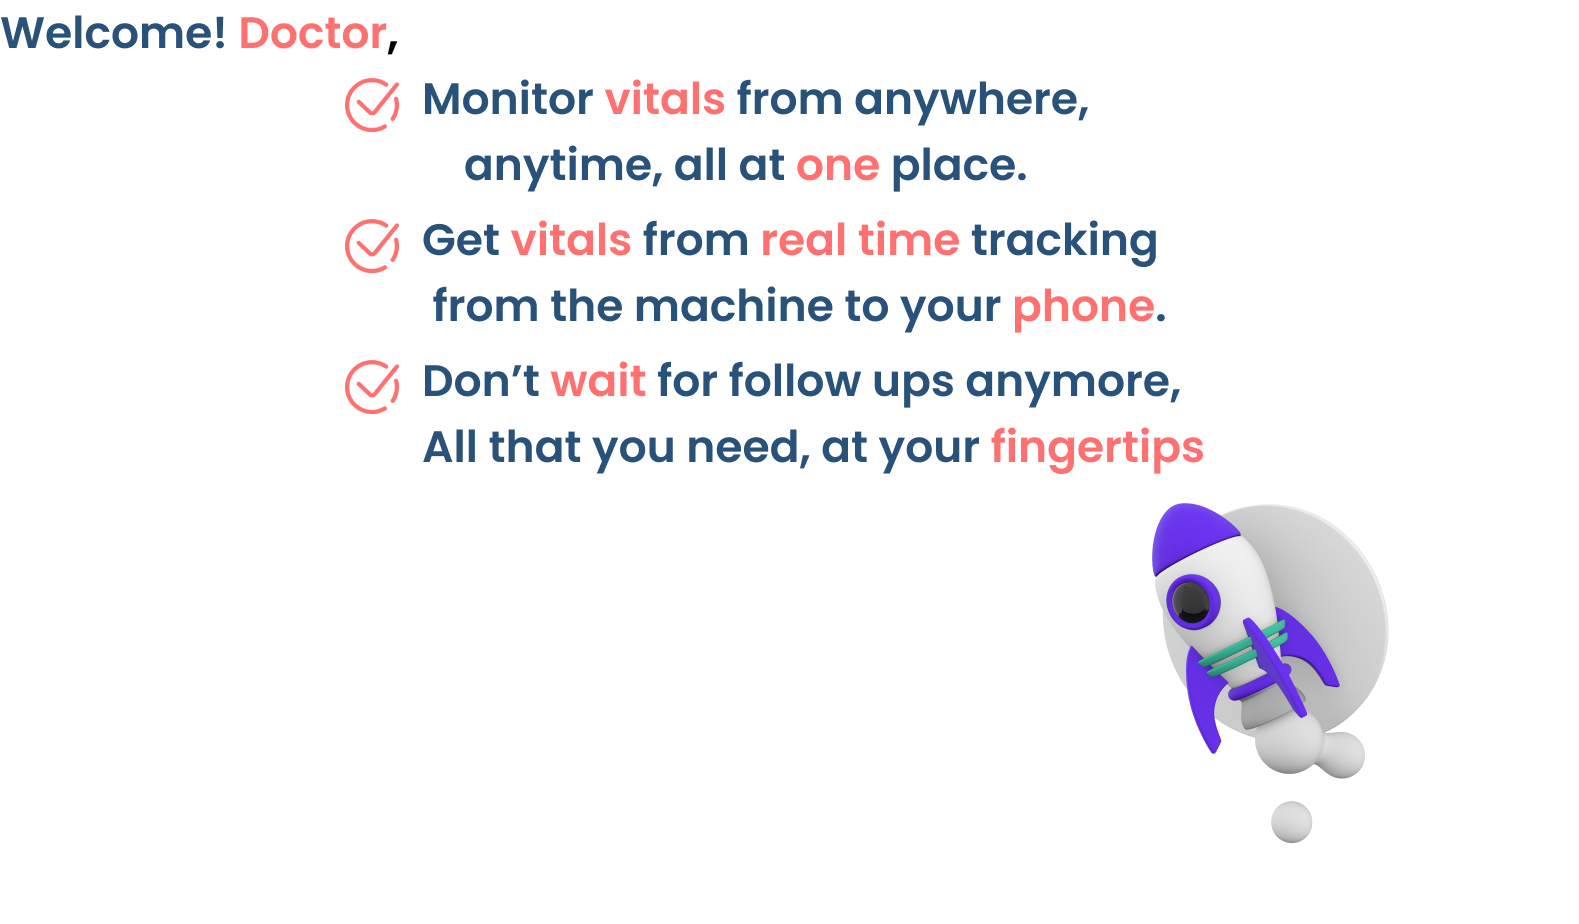 Welcome! Doctor,
Monitor vitals from anywhere,
anytime, all at one place.
Get vitals from real time tracking
from the machine to your phone.
Don’t wait for follow ups anymore,
All that you need, at your fingertips